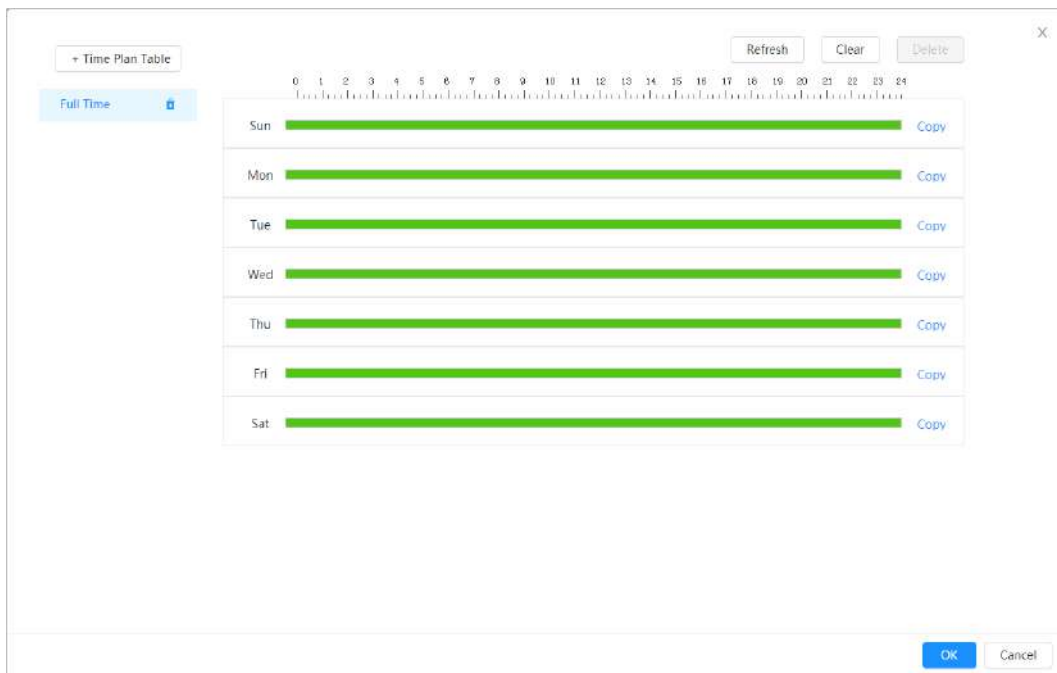 X
+ Time Plan Table
Refresh Clear Delete
0 1 2 3 4 5 6 7 8 9 10 11 12 13 14 15 16 17 18 19 20 21 22 23 24
Full Time
Sun Copy
Mon Copy
Tue Copy
Wed Copy
Thu Copy
Fri Copy
Sat Copy
OK Cancel